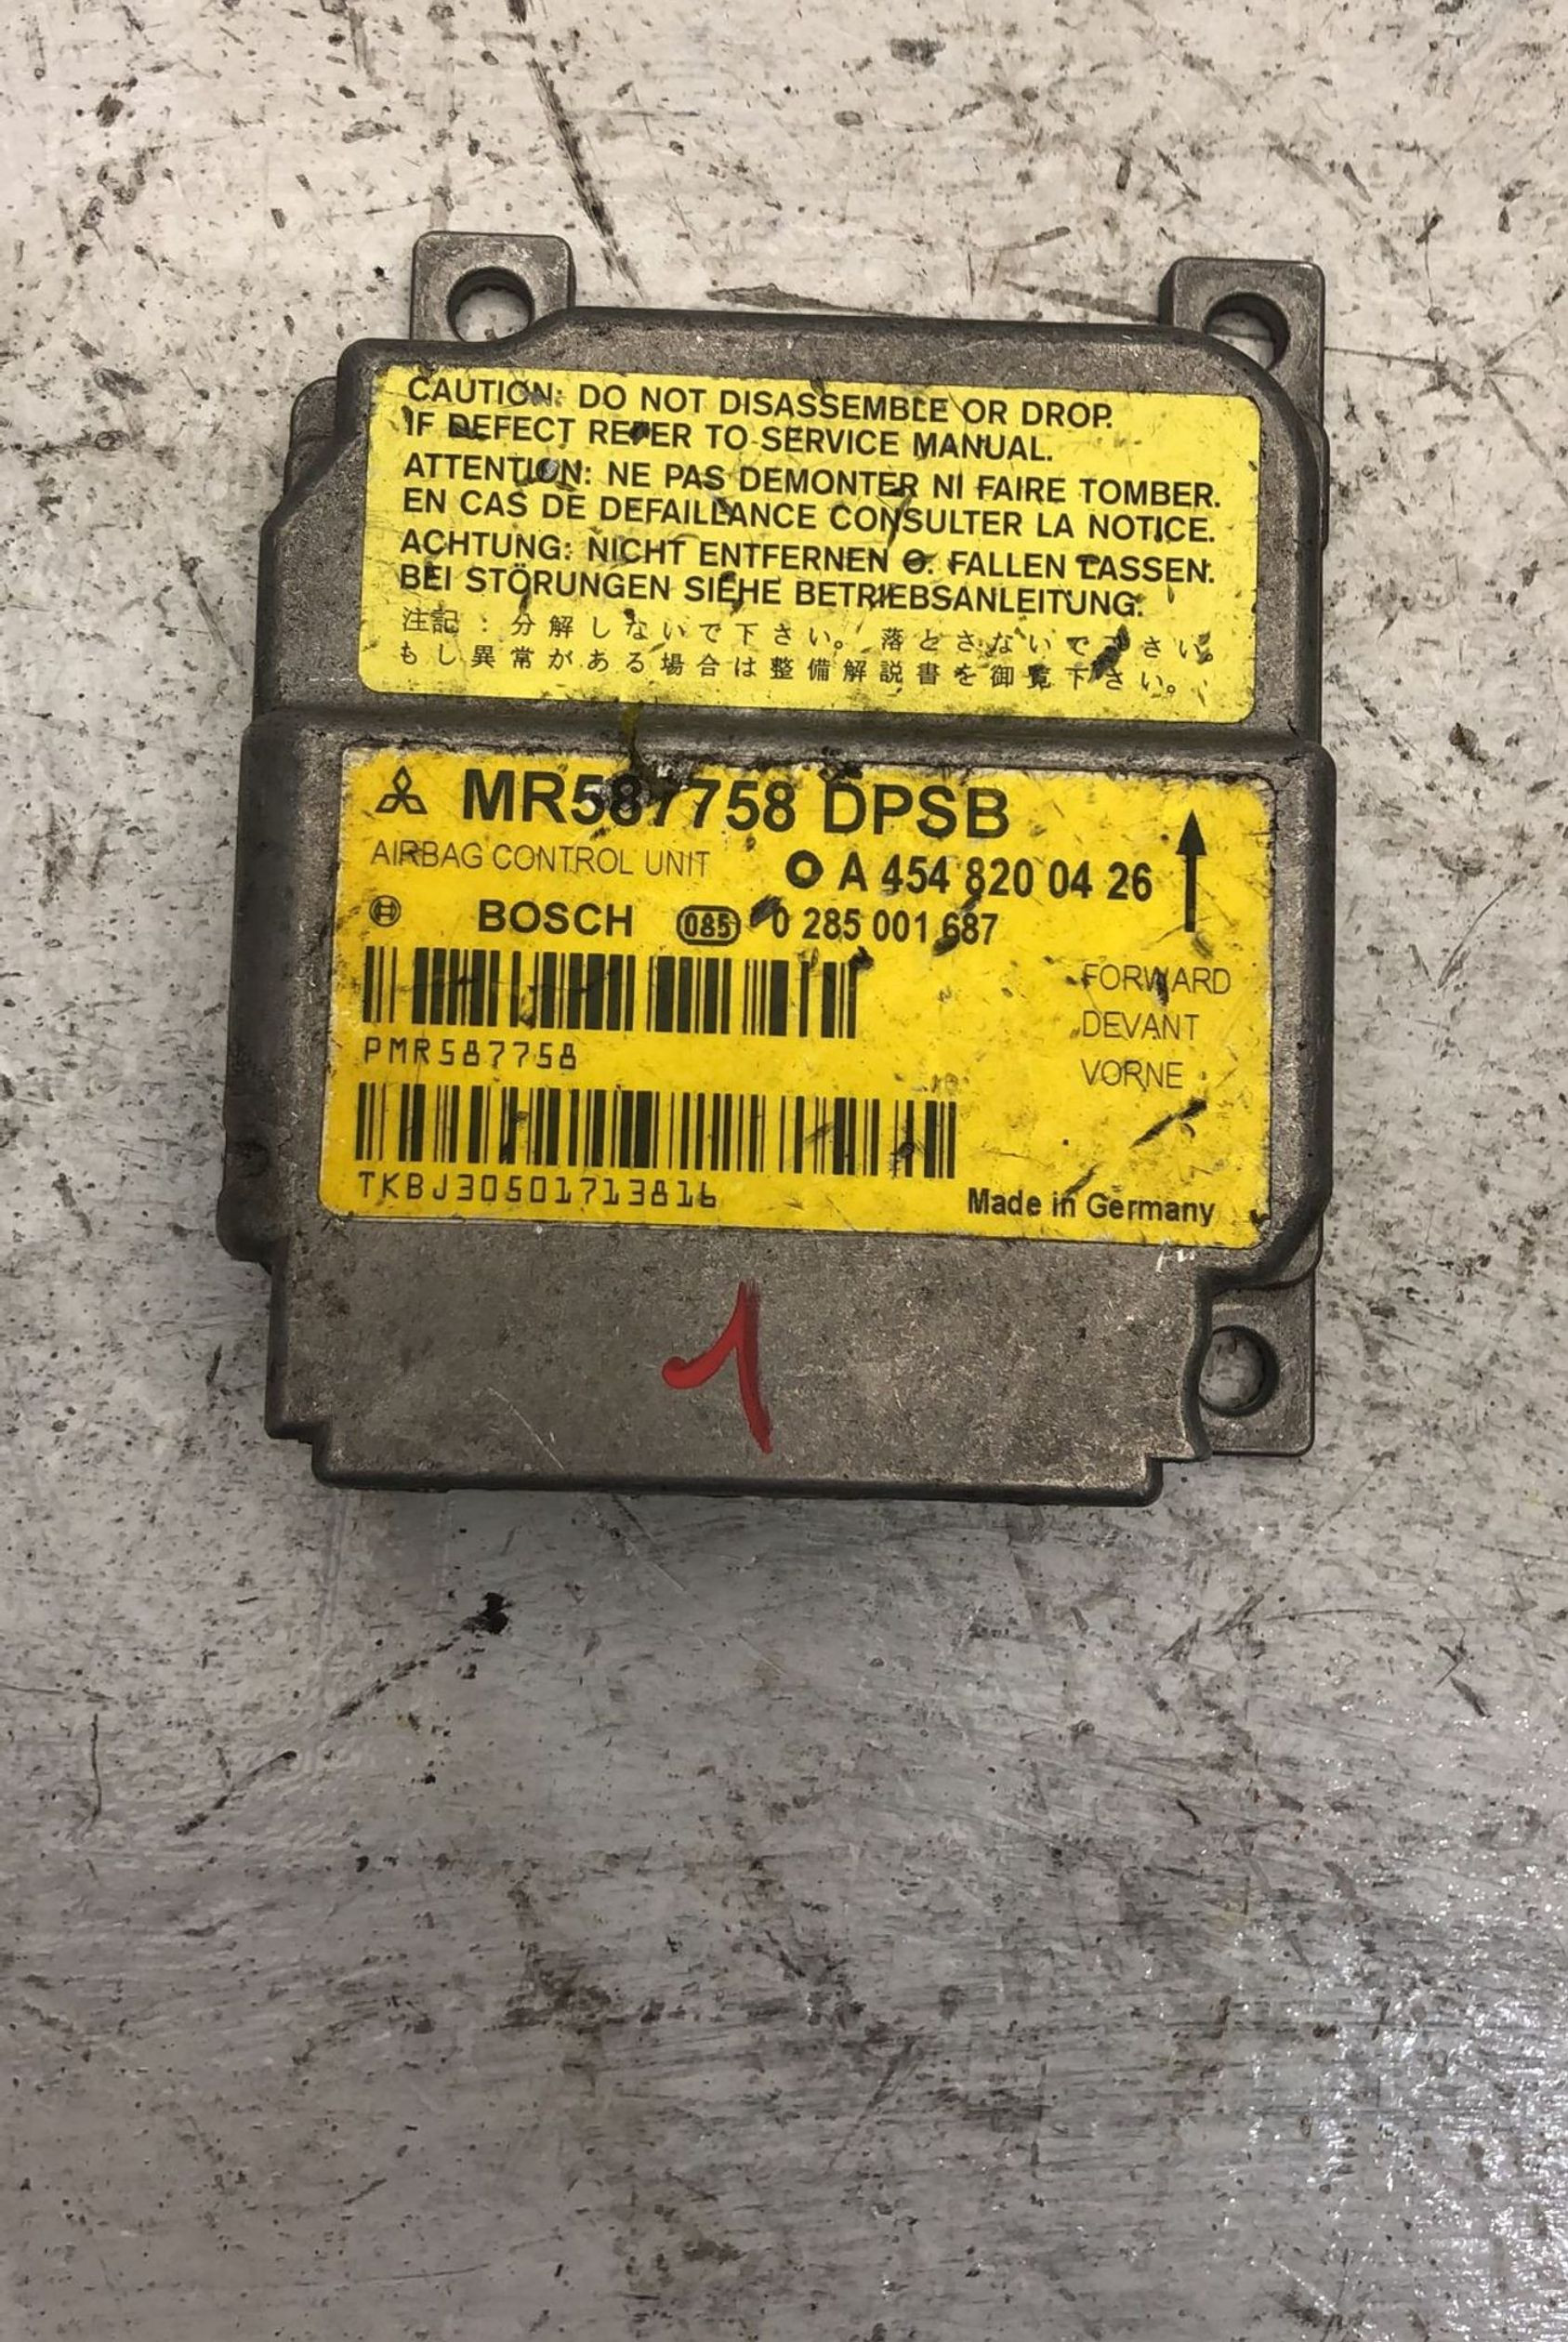 CAUTION: DO NOT DISASSEMBLE OR DROP.
IF DEFECT REFER TO SERVICE MANUAL.
ATTENTION: NE PAS DEMONTER NI FAIRE TOMBER.
EN CAS DE DEFAILLANCE CONSULTER LA NOTICE.
ACHTUNG: NICHT ENTFERNEN O. FALLEN LASSEN.
BEI STÖRUNGEN SIEHE BETRIEBSANLEITUNG.
注記：分解しないで下さい。落とさないで下さい。
もし異常がある場合は整備解説書を御覧下さい。
MR587758 DPSB
AIRBAG CONTROL UNIT A 454 820 04 26
BOSCH 085 0 285 001 687
FORWARD
DEVANT
VORNE
PMR587758
TKBJ30501713816
Made in Germany
1